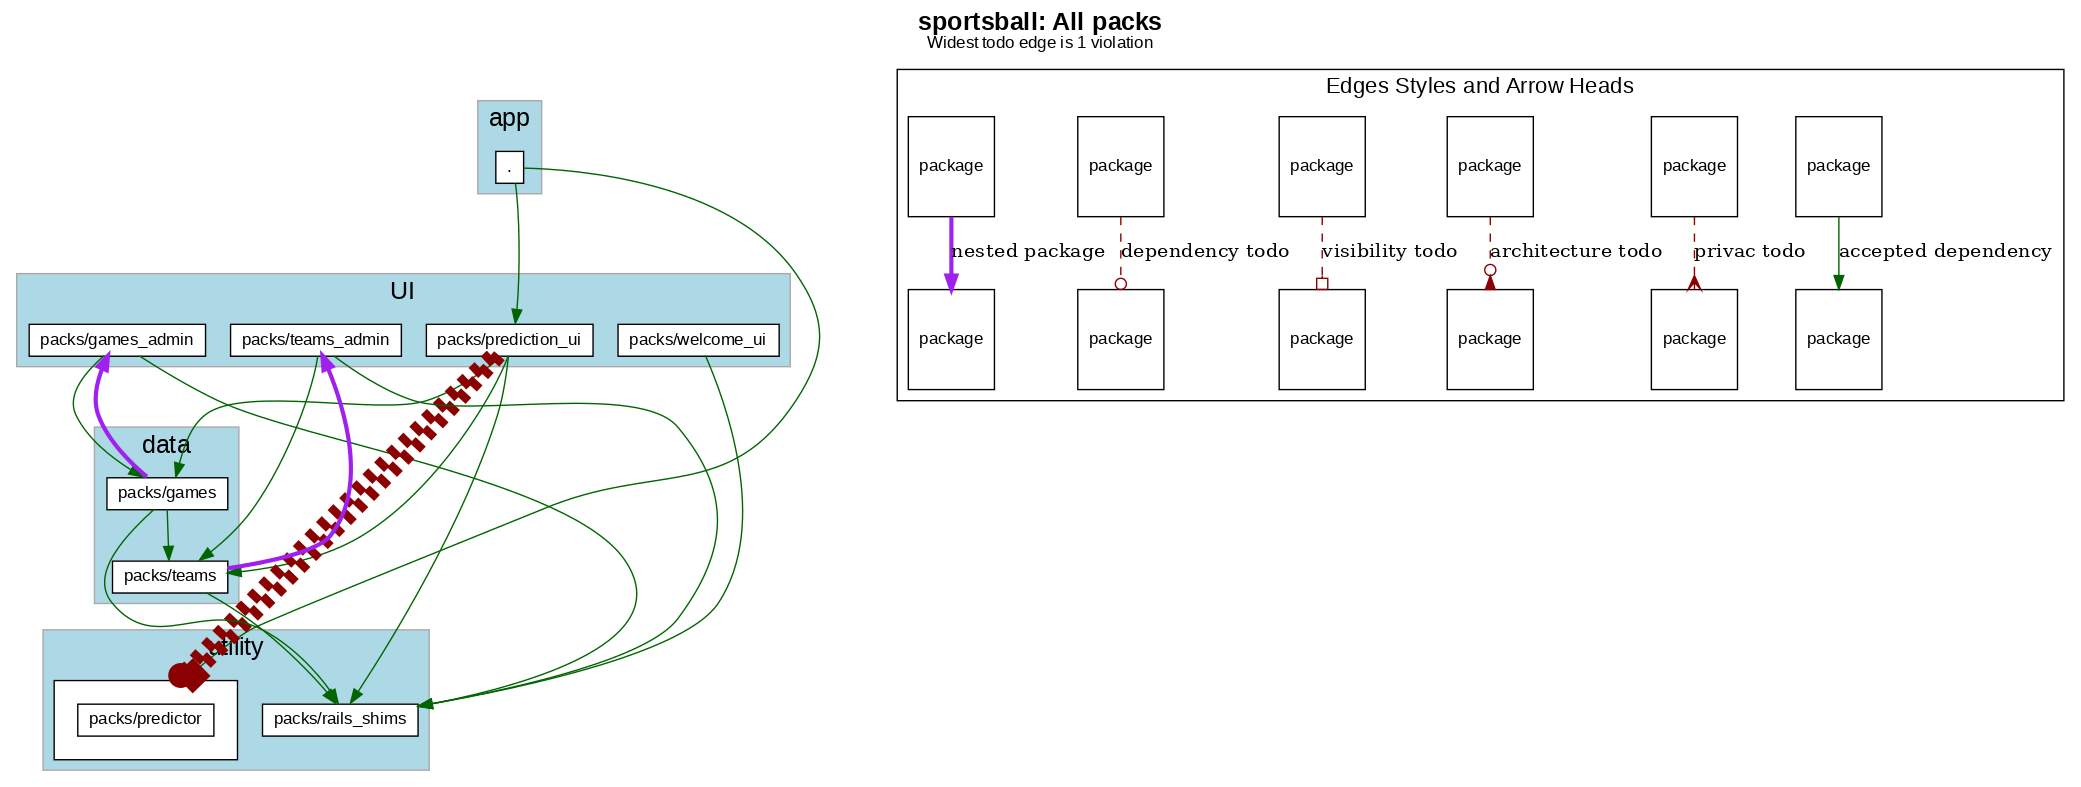 sportsball: All packs
Widest todo edge is 1 violation
Edges Styles and Arrow Heads
package package package package package package
nested package dependency todo visibility todo architecture todo privac todo accepted dependency
package package package package package package
app
.
UI
packs/games_admin packs/teams_admin packs/prediction_ui packs/welcome_ui
data
packs/games
packs/teams
utility
packs/predictor packs/rails_shims